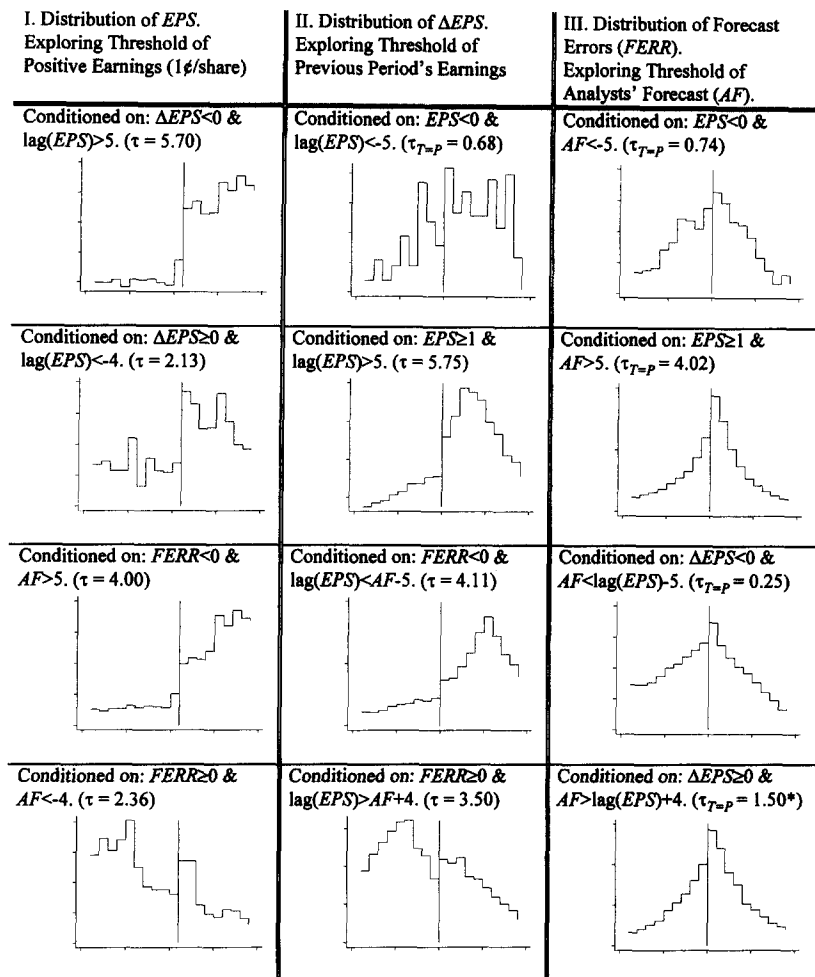 I. Distribution of EPS.
Exploring Threshold of
Positive Earnings (1¢/share)
II. Distribution of ΔEPS.
Exploring Threshold of
Previous Period's Earnings
III. Distribution of Forecast
Errors (FERR).
Exploring Threshold of
Analysts' Forecast (AF).
Conditioned on: ΔEPS<0 &
lag(EPS)>5. (τ = 5.70)
Conditioned on: EPS<0 &
lag(EPS)<-5. (τT=P = 0.68)
Conditioned on: EPS<0 &
AF<-5. (τT=P = 0.74)
Conditioned on: ΔEPS≥0 &
lag(EPS)<-4. (τ = 2.13)
Conditioned on: EPS≥1 &
lag(EPS)>5. (τ = 5.75)
Conditioned on: EPS≥1 &
AF>5. (τT=P = 4.02)
Conditioned on: FERR<0 &
AF>5. (τ = 4.00)
Conditioned on: FERR<0 &
lag(EPS)<AF-5. (τ = 4.11)
Conditioned on: ΔEPS<0 &
AF<lag(EPS)-5. (τT=P = 0.25)
Conditioned on: FERR≥0 &
AF<-4. (τ = 2.36)
Conditioned on: FERR≥0 &
lag(EPS)>AF+4. (τ = 3.50)
Conditioned on: ΔEPS≥0 &
AF>lag(EPS)+4. (τT=P = 1.50*)